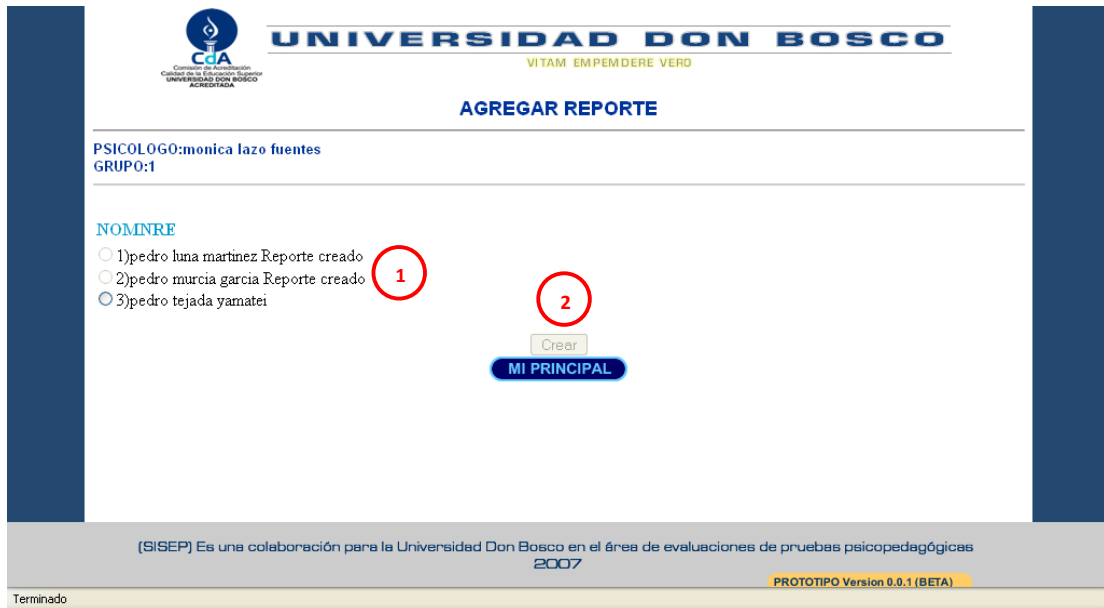 CdA
Comisión de Acreditación
Calidad de la Educación Superior
UNIVERSIDAD DON BOSCO
ACREDITADA
UNIVERSIDAD DON BOSCO
VITAM EMPEMDERE VERO
AGREGAR REPORTE
PSICOLOGO:monica lazo fuentes
GRUPO:1
NOMNRE
1)pedro luna martinez Reporte creado
2)pedro murcia garcia Reporte creado
3)pedro tejada yamatei
1
2
Crear
MI PRINCIPAL
(SISEP) Es una colaboración para la Universidad Don Bosco en el área de evaluaciones de pruebas psicopedagógicas
2007
PROTOTIPO Version 0.0.1 (BETA)
Terminado